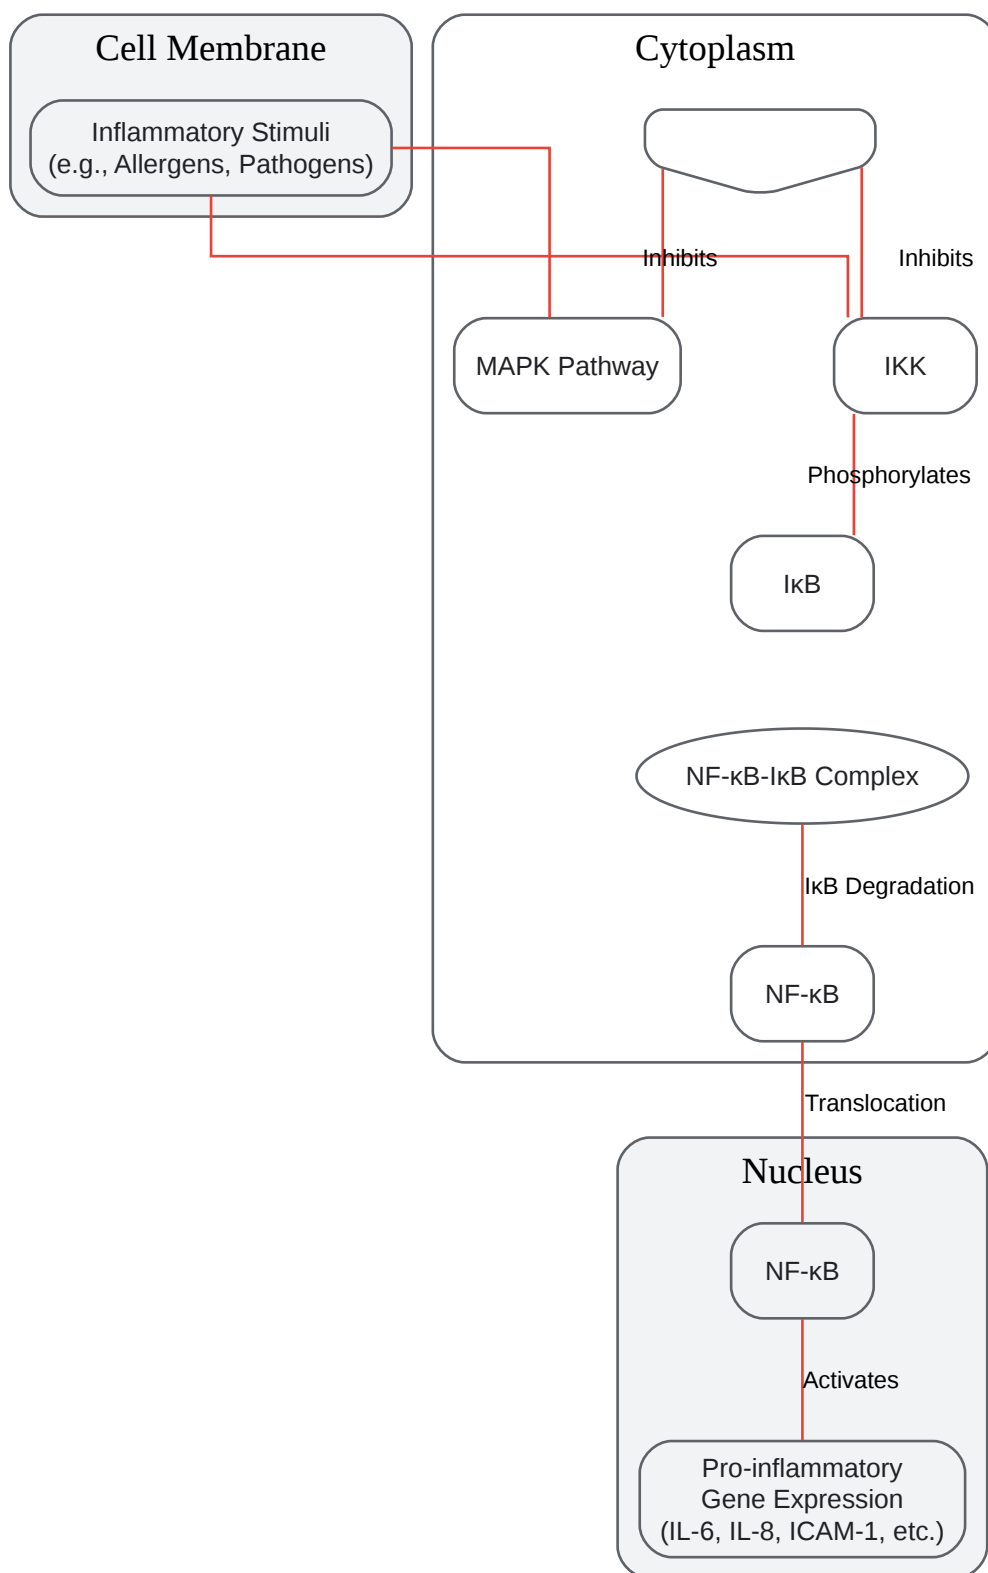 Cell Membrane
Cytoplasm
Inflammatory Stimuli
(e.g., Allergens, Pathogens)
Inhibits
Inhibits
MAPK Pathway
IKK
Phosphorylates
IκB
NF-κB-IκB Complex
IκB Degradation
NF-κB
Translocation
Nucleus
NF-κB
Activates
Pro-inflammatory
Gene Expression
(IL-6, IL-8, ICAM-1, etc.)